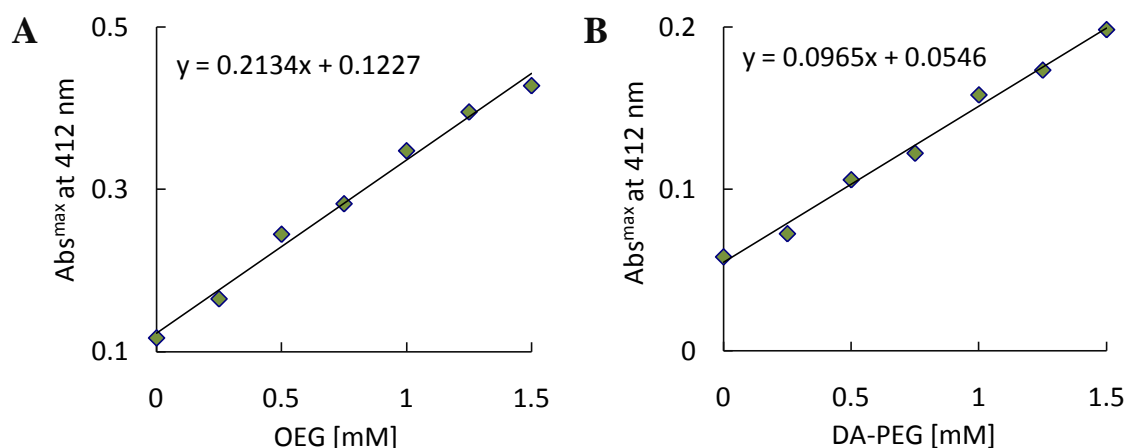 A
0.5
y = 0.2134x + 0.1227
0.3
0.1
Abs^max at 412 nm
0 0.5 1 1.5
OEG [mM]
B
0.2
y = 0.0965x + 0.0546
0.1
0
Abs^max at 412 nm
0 0.5 1 1.5
DA-PEG [mM]